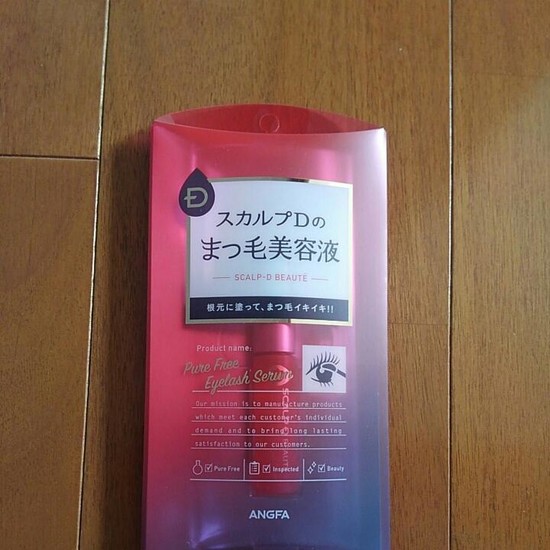 スカルプDの
まつ毛美容液
SCALP-D BEAUTÉ
根元に塗って、まつ毛イキイキ!!
Product name:
Pure Free
Eyelash Serum
Our mission is to manufacture products
which meet each customer's individual
demand and to bring long lasting
satisfaction to our customers.
Pure Free Inspected Beauty
ANGFA